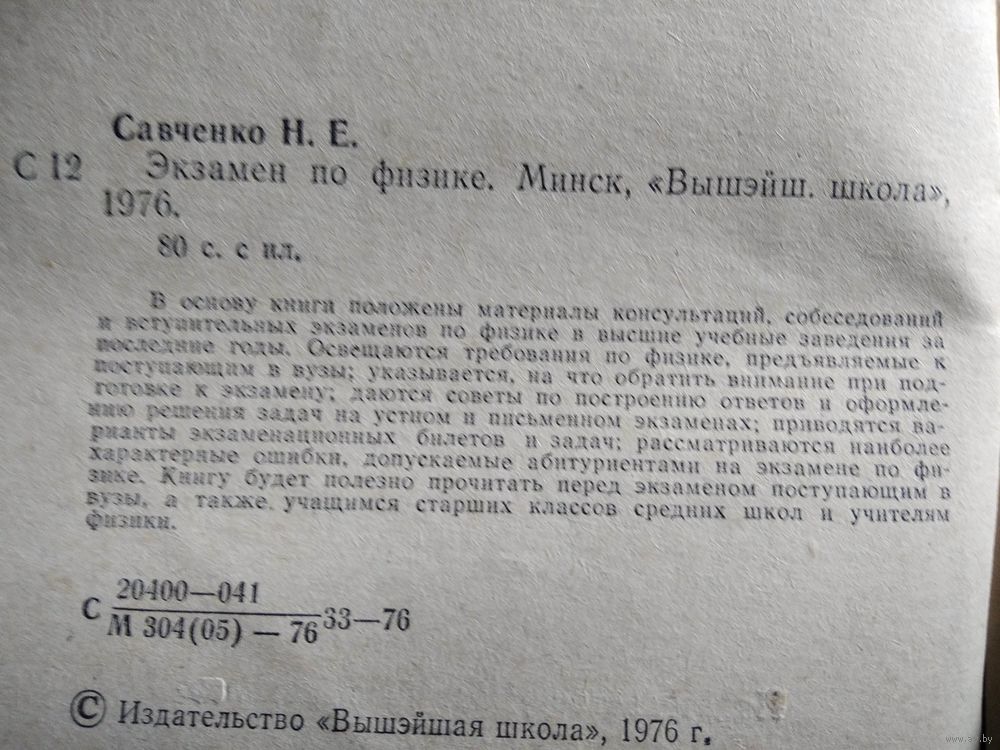 Савченко Н. Е.
С 12 Экзамен по физике. Минск, «Вышэйш. школа»,
1976.
80 с. с ил.
В основу книги положены материалы консультаций, собеседований
и вступительных экзаменов по физике в высшие учебные заведения за
последние годы. Освещаются требования по физике, предъявляемые к
поступающим в вузы; указывается, на что обратить внимание при под-
готовке к экзамену; даются советы по построению ответов и оформле-
нию решения задач на устном и письменном экзаменах; приводятся ва-
рианты экзаменационных билетов и задач; рассматриваются наиболее
характерные ошибки, допускаемые абитуриентами на экзамене по фи-
зике. Книгу будет полезно прочитать перед экзаменом поступающим в
вузы, а также учащимся старших классов средних школ и учителям
физики.
20400—041
С М 304(05) — 76 33—76
© Издательство «Вышэйшая школа», 1976 г.